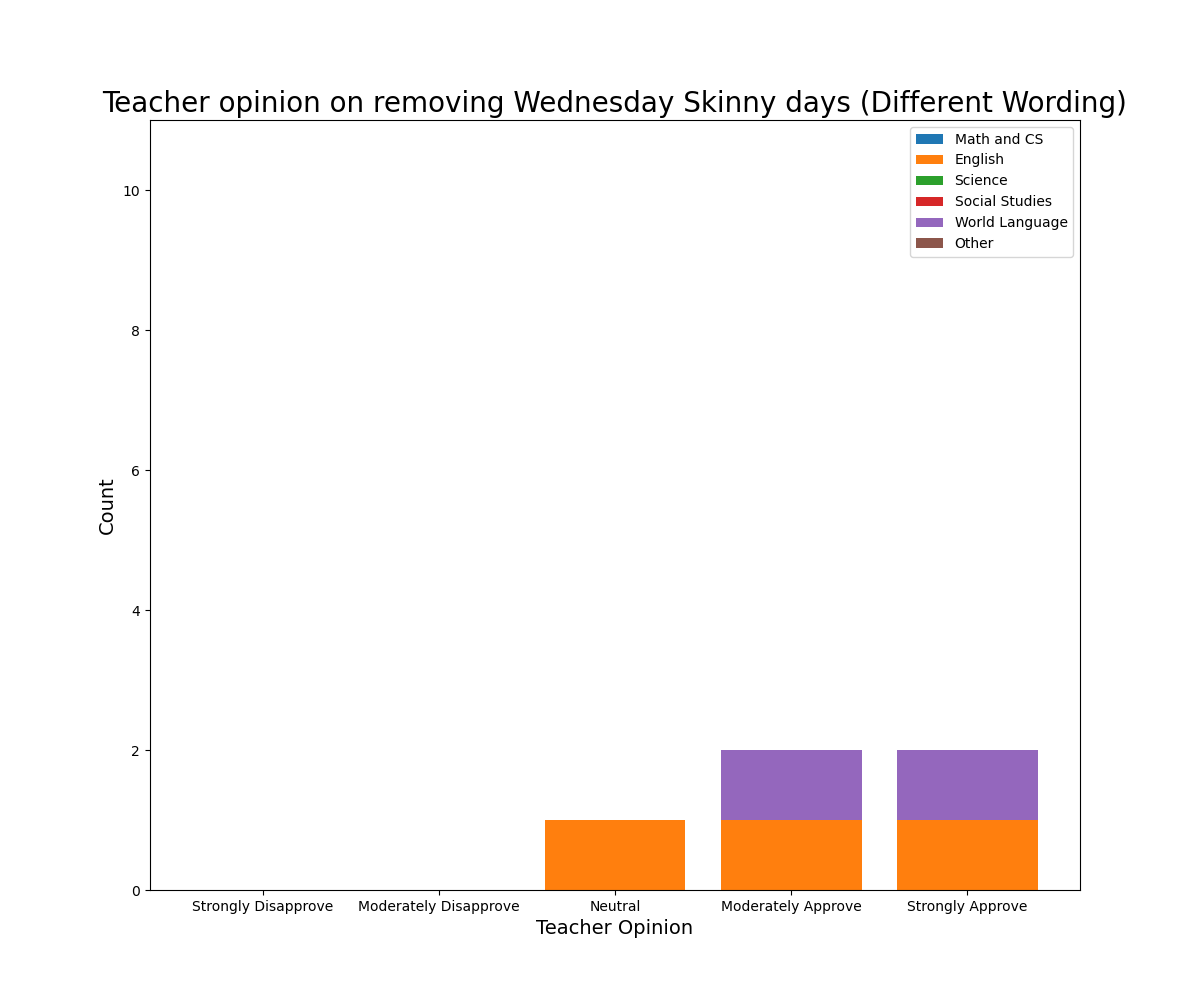 Teacher opinion on removing Wednesday Skinny days (Different Wording)
Math and CS
English
Science
Social Studies
World Language
Other
10
8
6
4
2
0
Count
Strongly Disapprove
Moderately Disapprove
Neutral
Moderately Approve
Strongly Approve
Teacher Opinion